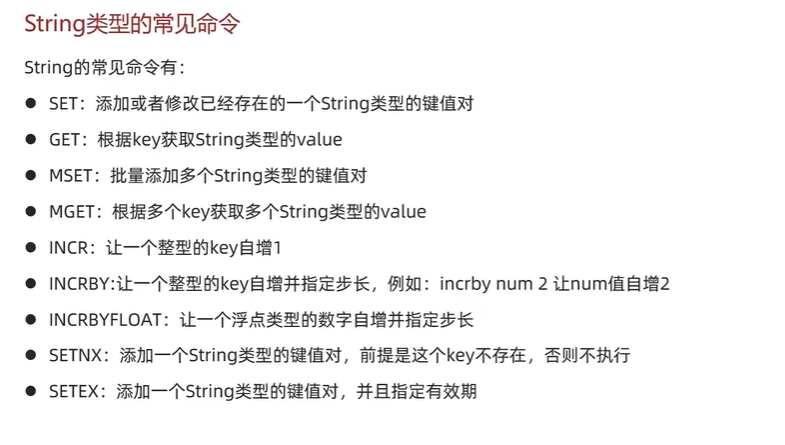 String类型的常见命令
String的常见命令有：
● SET：添加或者修改已经存在的一个String类型的键值对
● GET：根据key获取String类型的value
● MSET：批量添加多个String类型的键值对
● MGET：根据多个key获取多个String类型的value
● INCR：让一个整型的key自增1
● INCRBY:让一个整型的key自增并指定步长，例如：incrby num 2 让num值自增2
● INCRBYFLOAT：让一个浮点类型的数字自增并指定步长
● SETNX：添加一个String类型的键值对，前提是这个key不存在，否则不执行
● SETEX：添加一个String类型的键值对，并且指定有效期